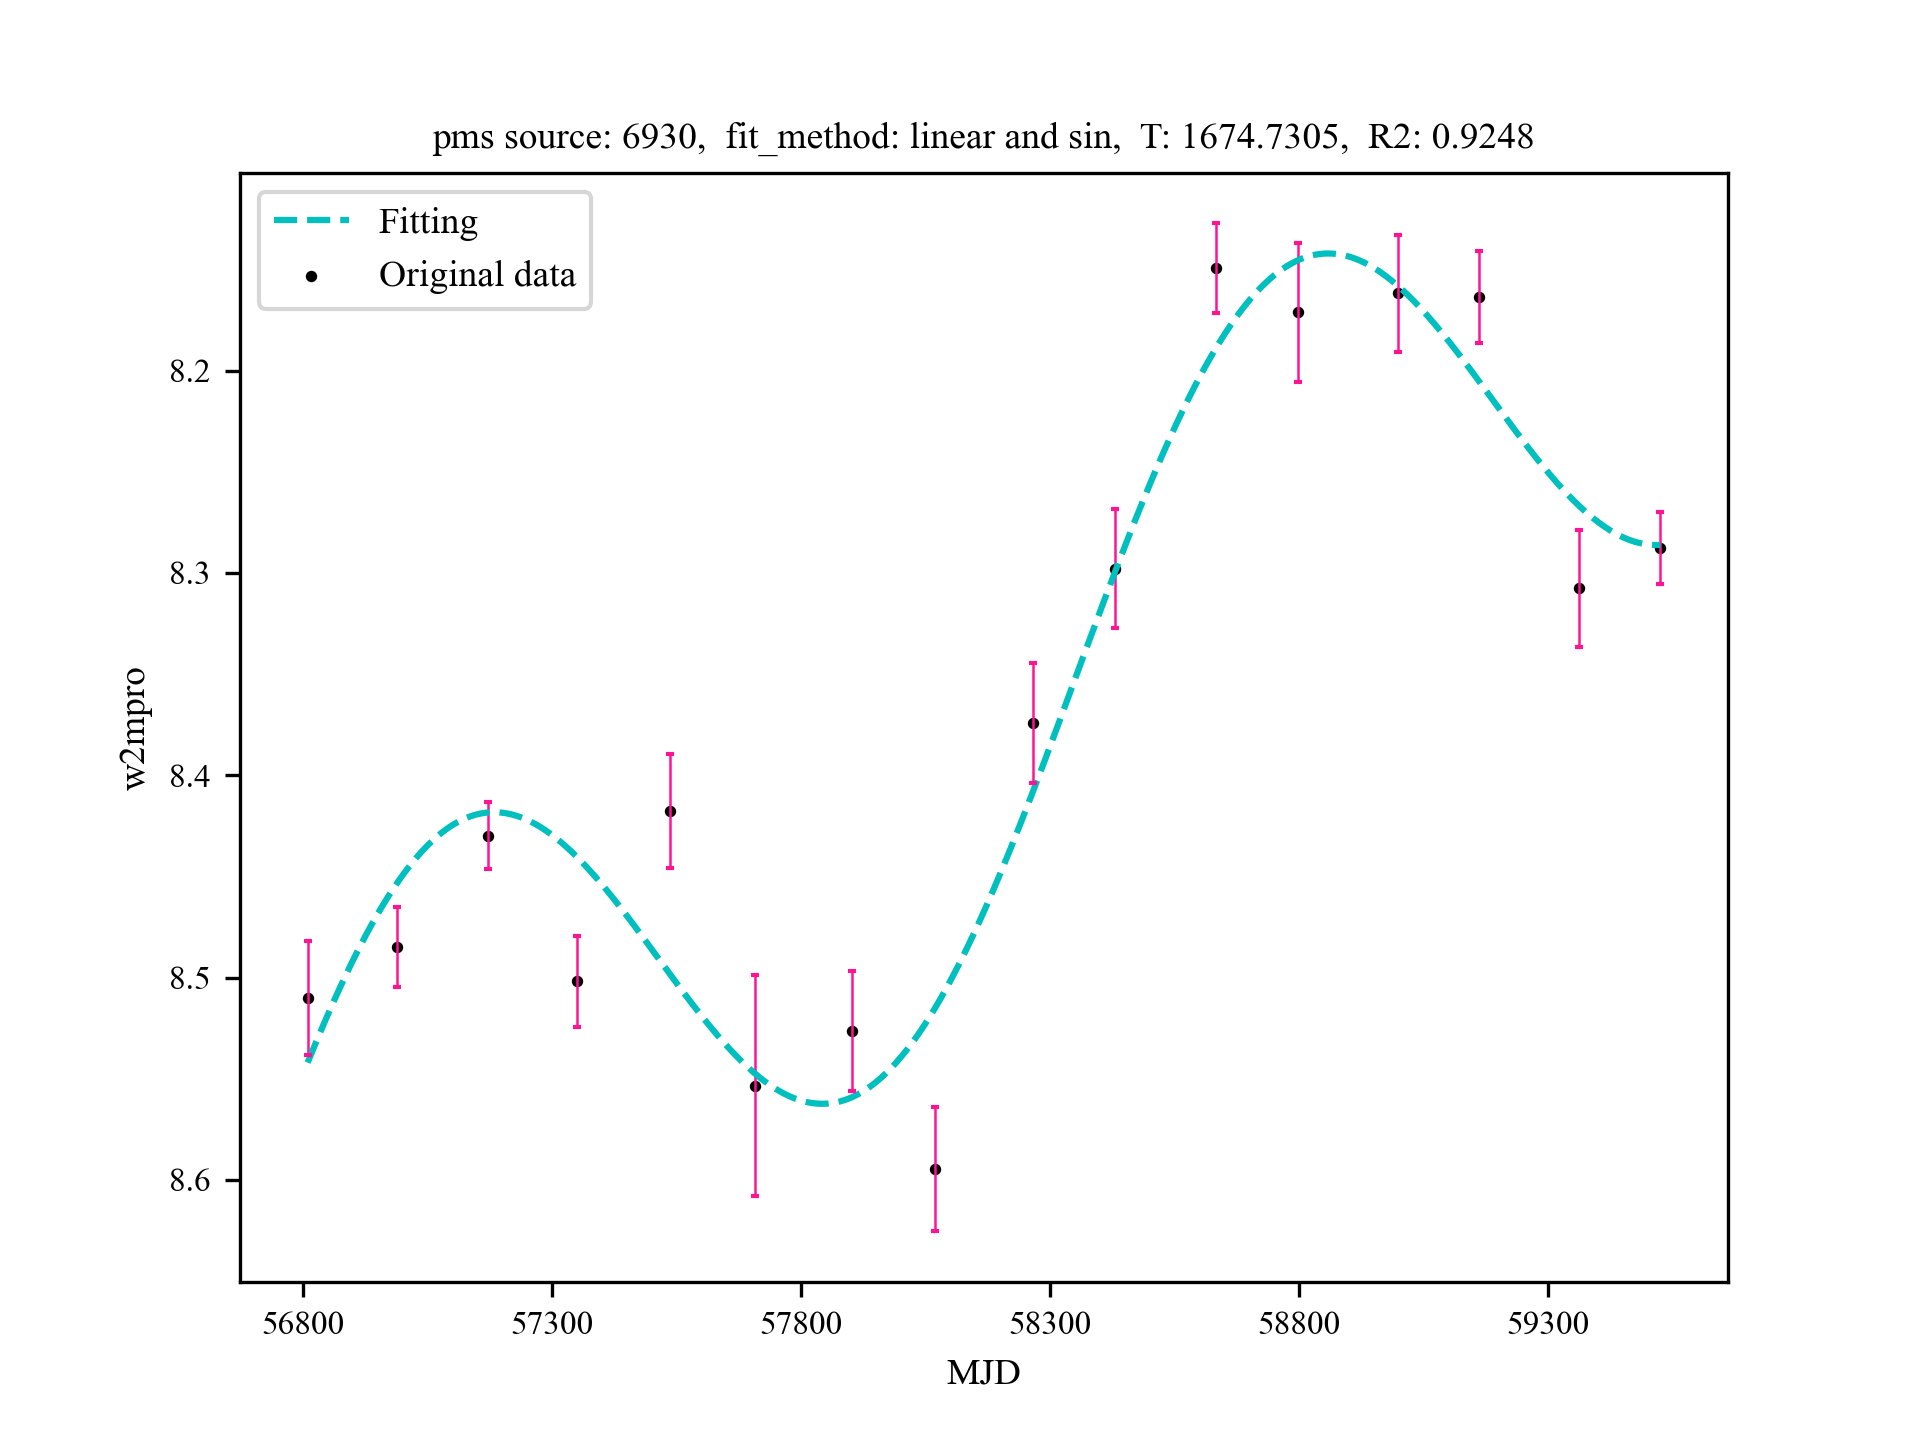 pms source: 6930,  fit_method: linear and sin,  T: 1674.7305,  R2: 0.9248
Fitting
Original data
8.2
8.3
8.4
8.5
8.6
w2mpro
56800
57300
57800
58300
58800
59300
MJD